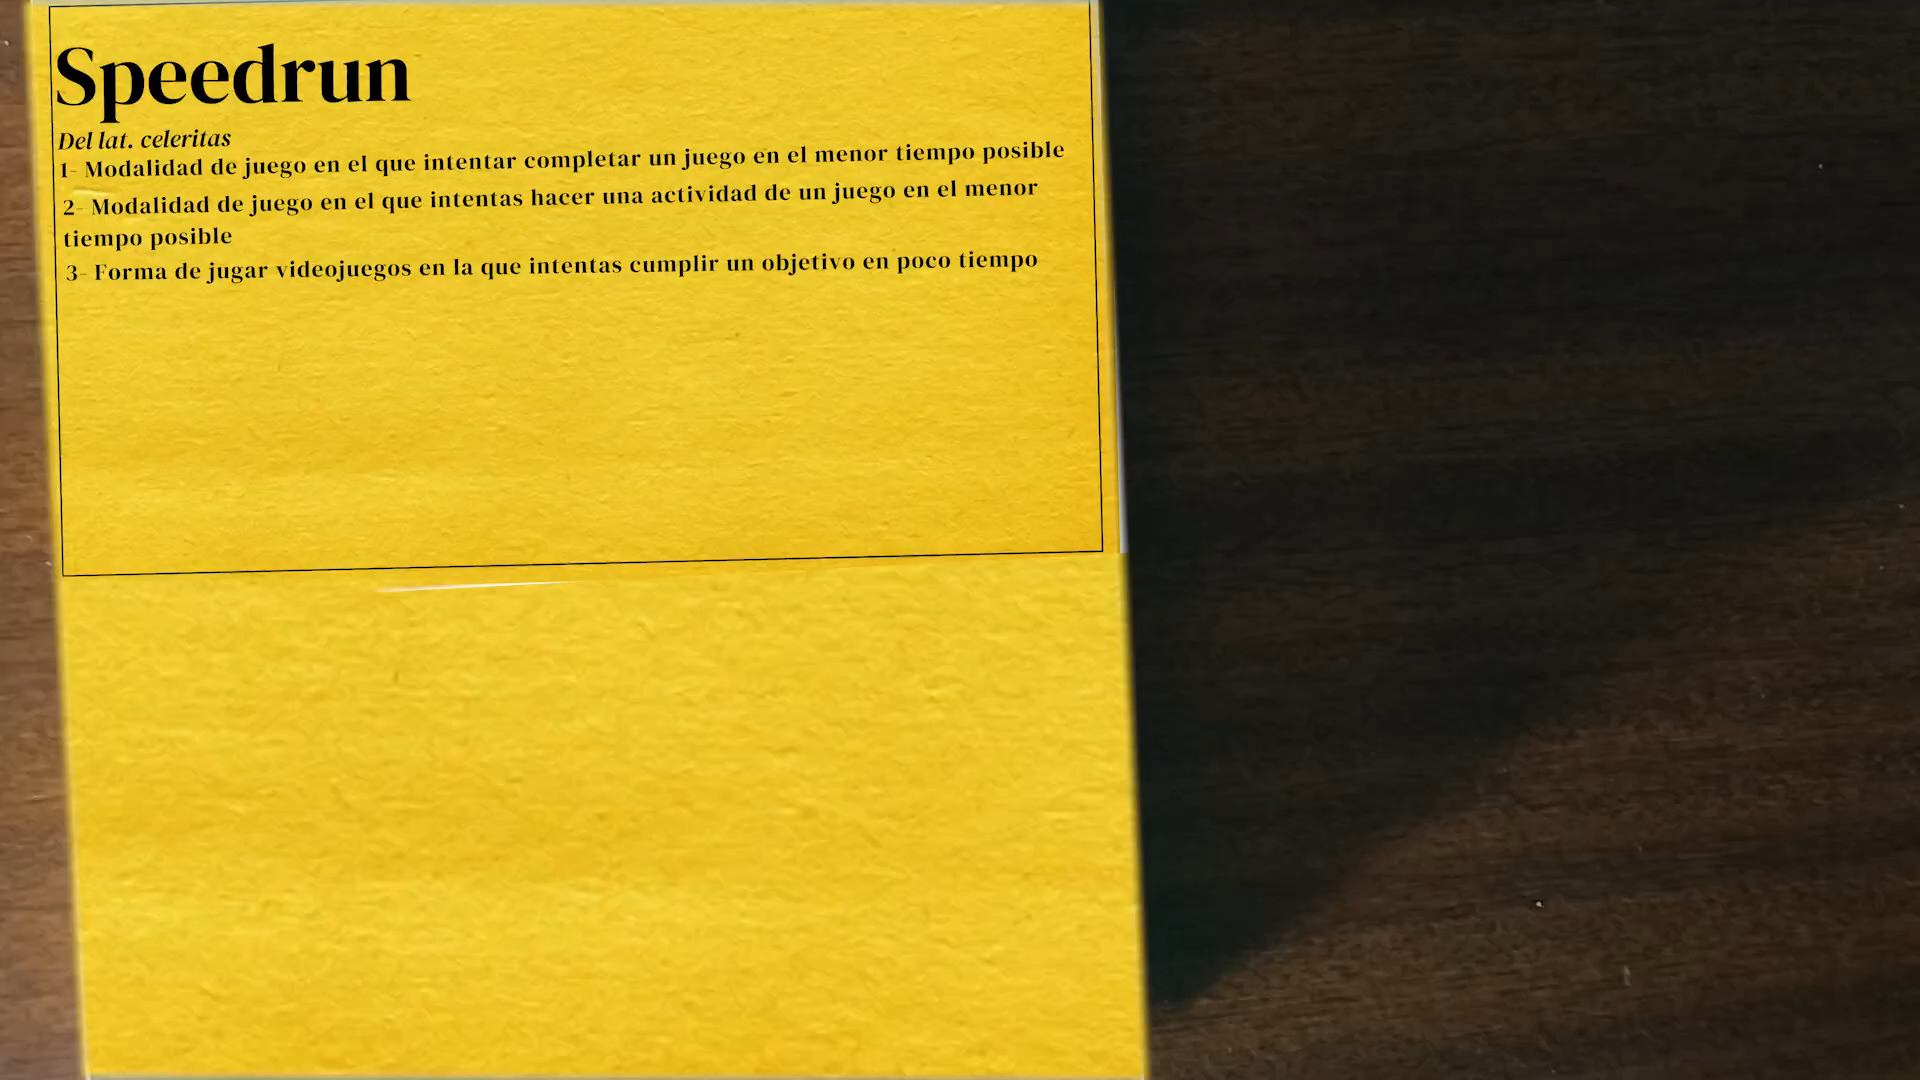 Speedrun
Del lat. celeritas
1- Modalidad de juego en el que intentar completar un juego en el menor tiempo posible
2- Modalidad de juego en el que intentas hacer una actividad de un juego en el menor
tiempo posible
3- Forma de jugar videojuegos en la que intentas cumplir un objetivo en poco tiempo